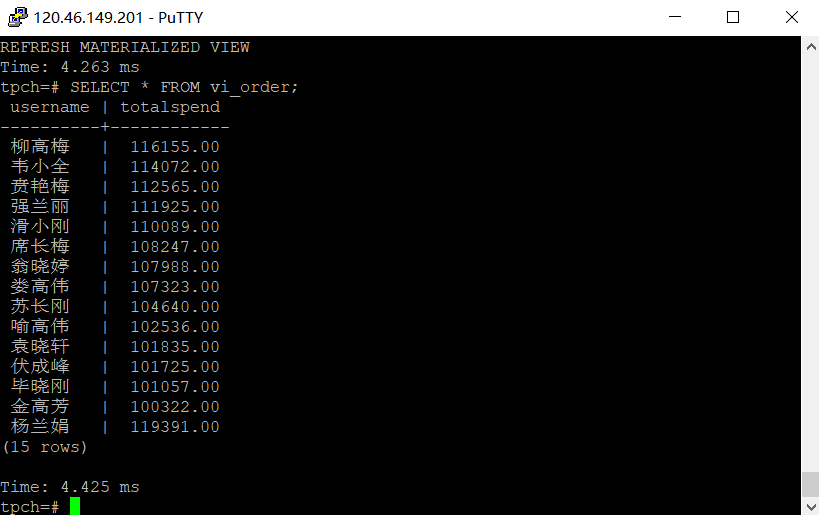 120.46.149.201 - PuTTY
REFRESH MATERIALIZED VIEW
Time: 4.263 ms
tpch=# SELECT * FROM vi_order;
 username | totalspend
----------+------------
 柳高梅   |  116155.00
 韦小全   |  114072.00
 贲艳梅   |  112565.00
 强兰丽   |  111925.00
 滑小刚   |  110089.00
 席长梅   |  108247.00
 翁晓婷   |  107988.00
 娄高伟   |  107323.00
 苏长刚   |  104640.00
 喻高伟   |  102536.00
 袁晓轩   |  101835.00
 伏成峰   |  101725.00
 毕晓刚   |  101057.00
 金高芳   |  100322.00
 杨兰娟   |  119391.00
(15 rows)
Time: 4.425 ms
tpch=#